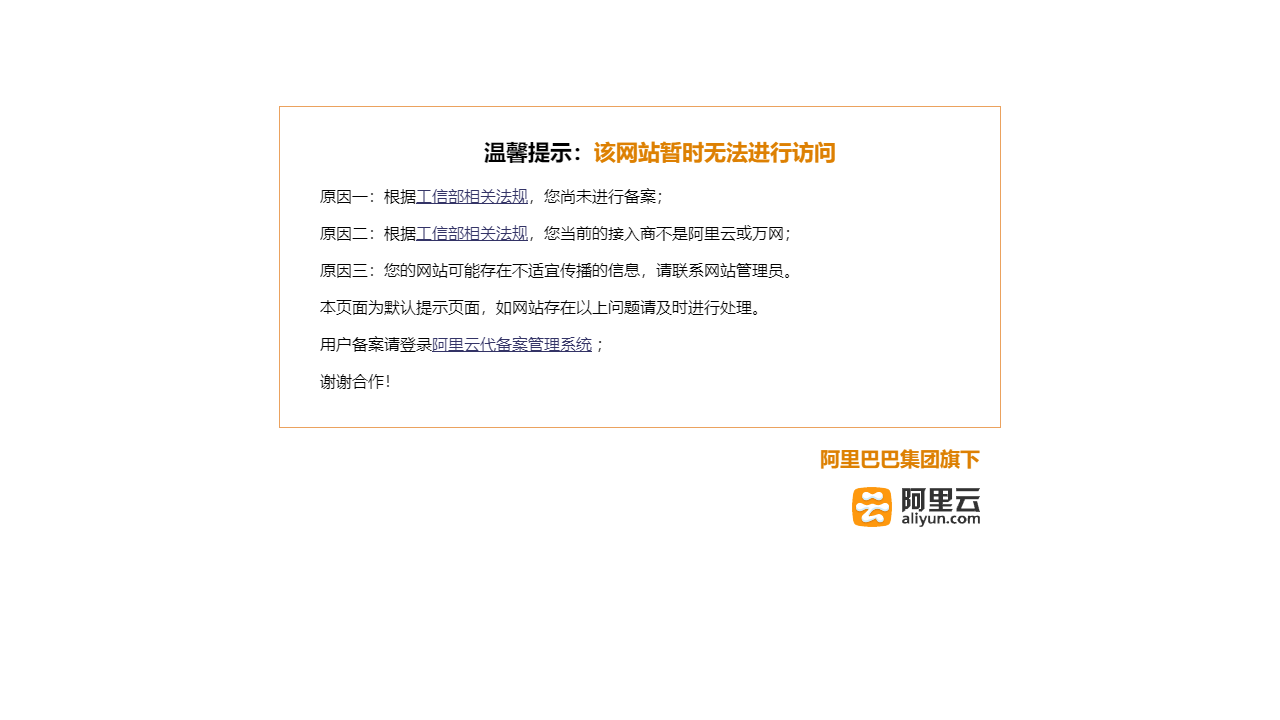 温馨提示：该网站暂时无法进行访问
原因一：根据工信部相关法规，您尚未进行备案；
原因二：根据工信部相关法规，您当前的接入商不是阿里云或万网；
原因三：您的网站可能存在不适宜传播的信息，请联系网站管理员。
本页面为默认提示页面，如网站存在以上问题请及时进行处理。
用户备案请登录阿里云代备案管理系统 ；
谢谢合作！
阿里巴巴集团旗下
阿里云
aliyun.com